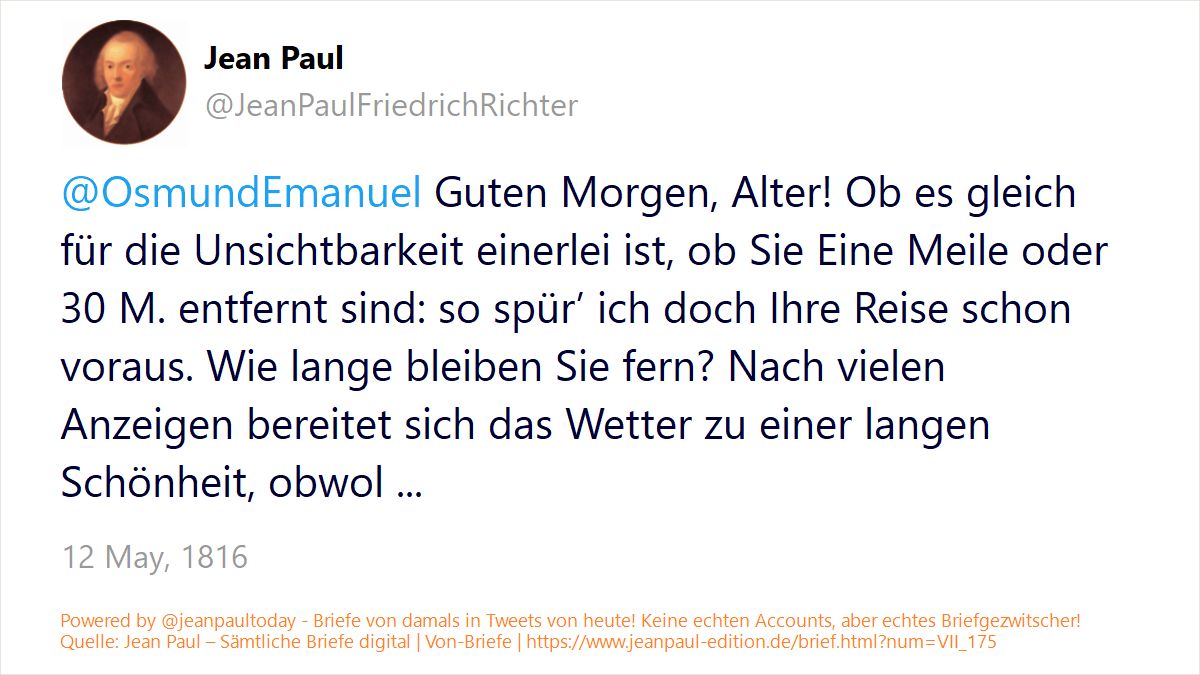 Jean Paul
@JeanPaulFriedrichRichter
@OsmundEmanuel Guten Morgen, Alter! Ob es gleich
für die Unsichtbarkeit einerlei ist, ob Sie Eine Meile oder
30 M. entfernt sind: so spür’ ich doch Ihre Reise schon
voraus. Wie lange bleiben Sie fern? Nach vielen
Anzeigen bereitet sich das Wetter zu einer langen
Schönheit, obwol ...
12 May, 1816
Powered by @jeanpaultoday - Briefe von damals in Tweets von heute! Keine echten Accounts, aber echtes Briefgezwitscher!
Quelle: Jean Paul – Sämtliche Briefe digital | Von-Briefe | https://www.jeanpaul-edition.de/brief.html?num=VII_175